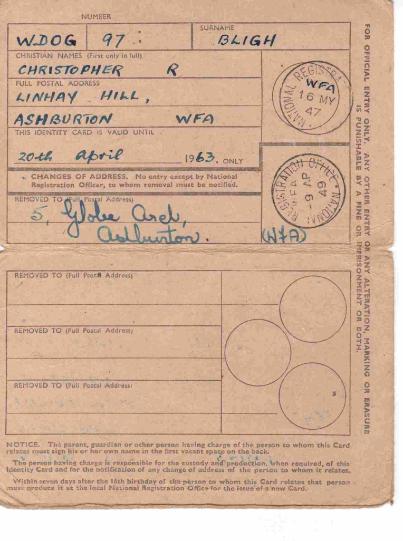 NUMBER
SURNAME
WDOG 97: BLIGH
CHRISTIAN NAMES (First only in full)
CHRISTOPHER R
FULL POSTAL ADDRESS
LINHAY HILL,
ASHBURTON WFA
THIS IDENTITY CARD IS VALID UNTIL
20th April 1963. ONLY
CHANGES OF ADDRESS. No entry except by National
Registration Officer, to whom removal must be notified.
REMOVED TO (Full Postal Address)
5, Globe Arch,
Ashburton. (WFA)
NATIONAL REGISTRA
WFA
16 MY
47
NATIONAL REGISTRATION OFFICE
49
FOR OFFICIAL ENTRY ONLY. ANY OTHER ENTRY OR ANY ALTERATION, MARKING OR ERASURE
IS PUNISHABLE BY A FINE OR IMPRISONMENT OR BOTH.
REMOVED TO (Full Postal Address)
REMOVED TO (Full Postal Address)
REMOVED TO (Full Postal Address)
NOTICE. The parent, guardian or other person having charge of the person to whom this Card
relates must sign his or her own name in the first vacant space on the back.
The person having charge is responsible for the custody and production, when required, of this
Identity Card and for the notification of any change of address of the person to whom it relates.
Within seven days after the 16th birthday of the person to whom this Card relates that person
must produce it at the local National Registration Office for the issue of a new Card.